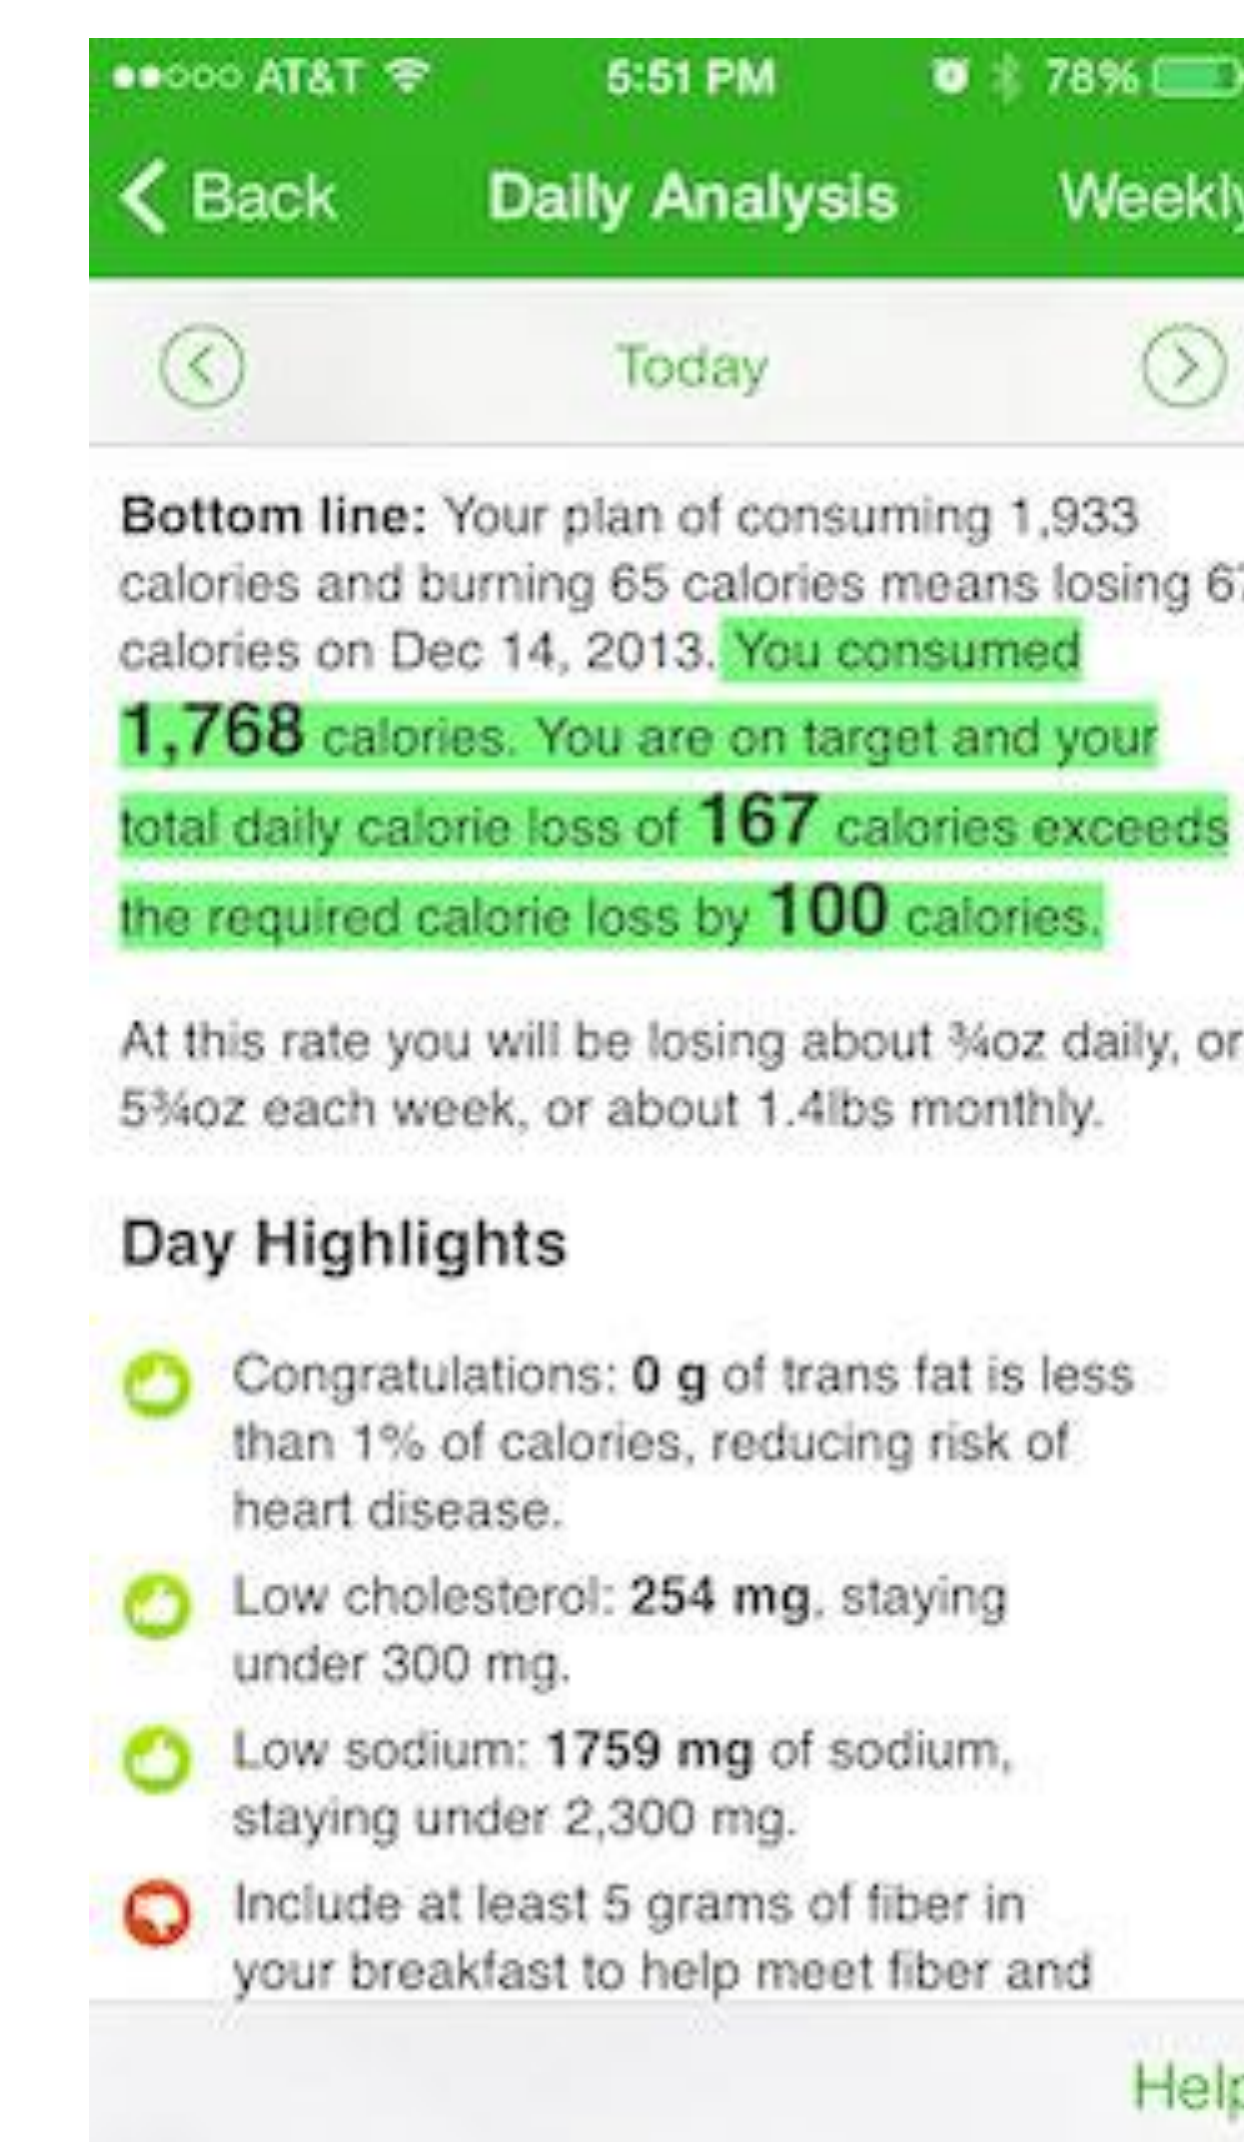 AT&T 5:51 PM 78%
Back Daily Analysis Weekly
Today
Bottom line: Your plan of consuming 1,933
calories and burning 65 calories means losing 67
calories on Dec 14, 2013. You consumed
1,768 calories. You are on target and your
total daily calorie loss of 167 calories exceeds
the required calorie loss by 100 calories.
At this rate you will be losing about ¾oz daily, or
5¾oz each week, or about 1.4lbs monthly.
Day Highlights
Congratulations: 0 g of trans fat is less
than 1% of calories, reducing risk of
heart disease.
Low cholesterol: 254 mg, staying
under 300 mg.
Low sodium: 1759 mg of sodium,
staying under 2,300 mg.
Include at least 5 grams of fiber in
your breakfast to help meet fiber and
Help